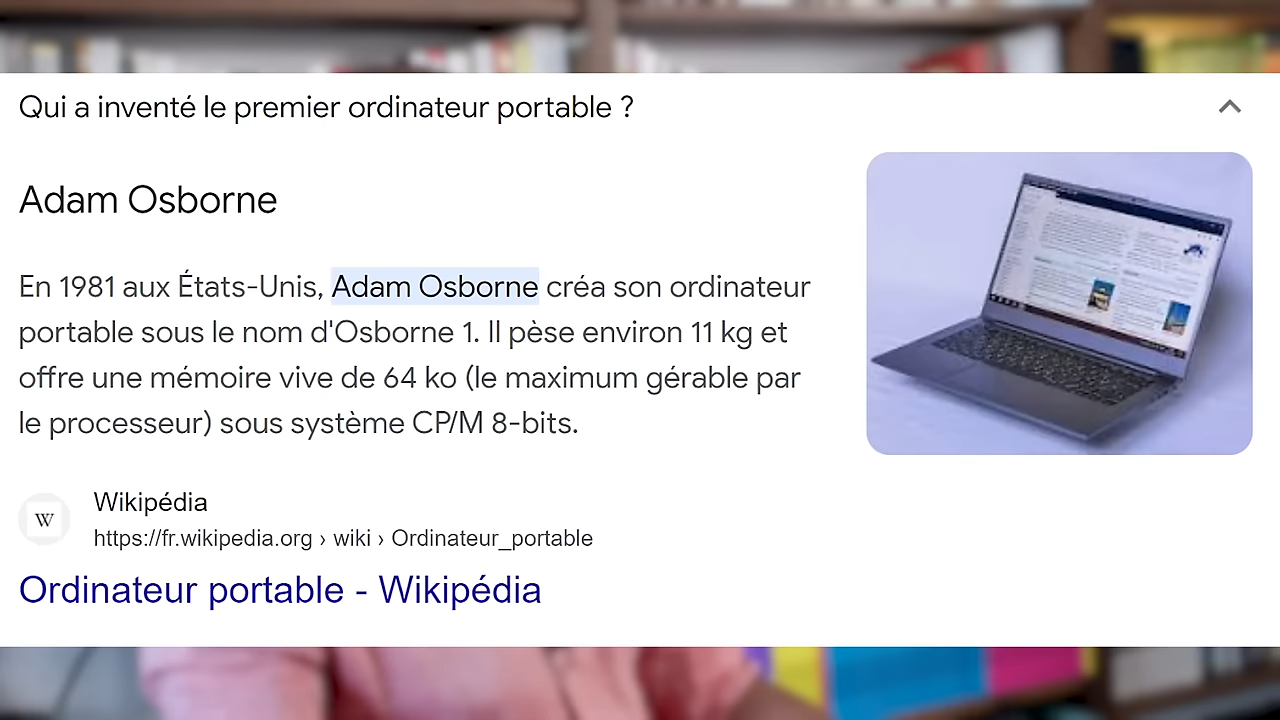 Qui a inventé le premier ordinateur portable ?
Adam Osborne
En 1981 aux États-Unis, Adam Osborne créa son ordinateur
portable sous le nom d'Osborne 1. Il pèse environ 11 kg et
offre une mémoire vive de 64 ko (le maximum gérable par
le processeur) sous système CP/M 8-bits.
W
Wikipédia
https://fr.wikipedia.org › wiki › Ordinateur_portable
Ordinateur portable - Wikipédia